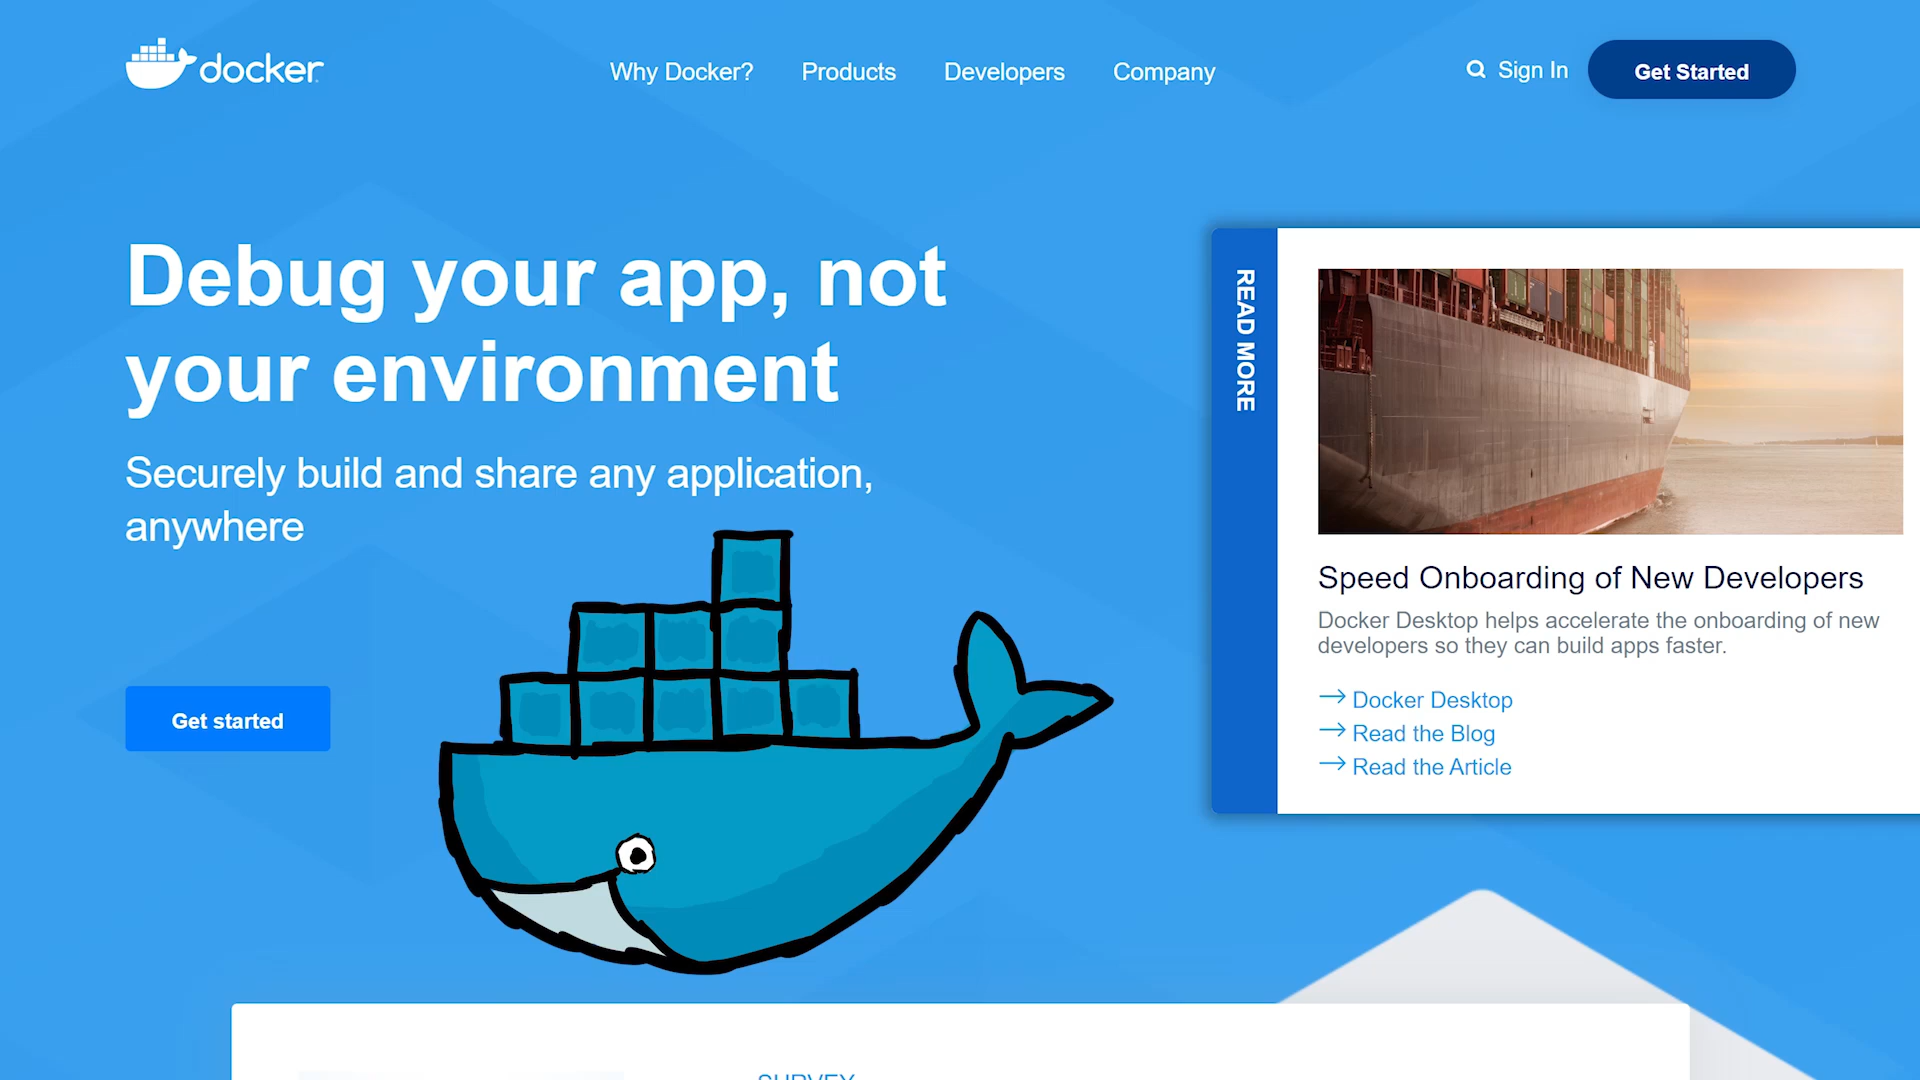 docker
Why Docker?
Products
Developers
Company
Sign In
Get Started
Debug your app, not
your environment
Securely build and share any application,
anywhere
Get started
READ MORE
Speed Onboarding of New Developers
Docker Desktop helps accelerate the onboarding of new
developers so they can build apps faster.
Docker Desktop
Read the Blog
Read the Article
SURVEY